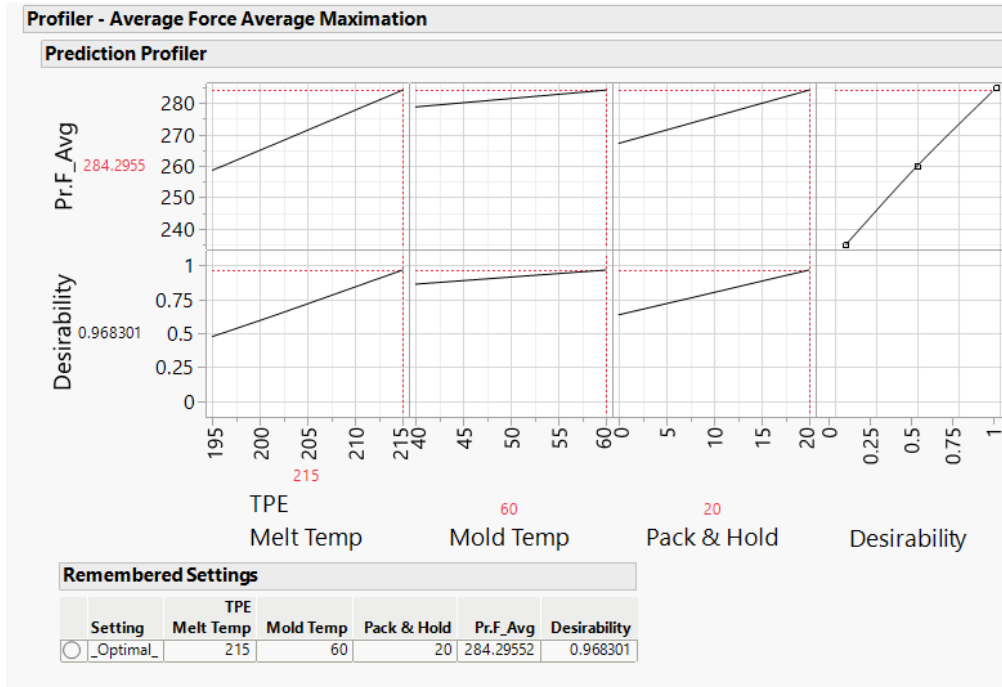 Profiler - Average Force Average Maximation
Prediction Profiler
Pr.F_Avg
284.2955
280
270
260
250
240
Desirability
0.968301
1
0.75
0.5
0.25
0
195
200
205
210
215
40
45
50
55
60
0
5
10
15
20
0
0.25
0.5
0.75
1
215
TPE
Melt Temp
60
Mold Temp
20
Pack & Hold
Desirability
Remembered Settings
TPE
Setting Melt Temp Mold Temp Pack & Hold Pr.F_Avg Desirability
_Optimal_ 215 60 20 284.29552 0.968301